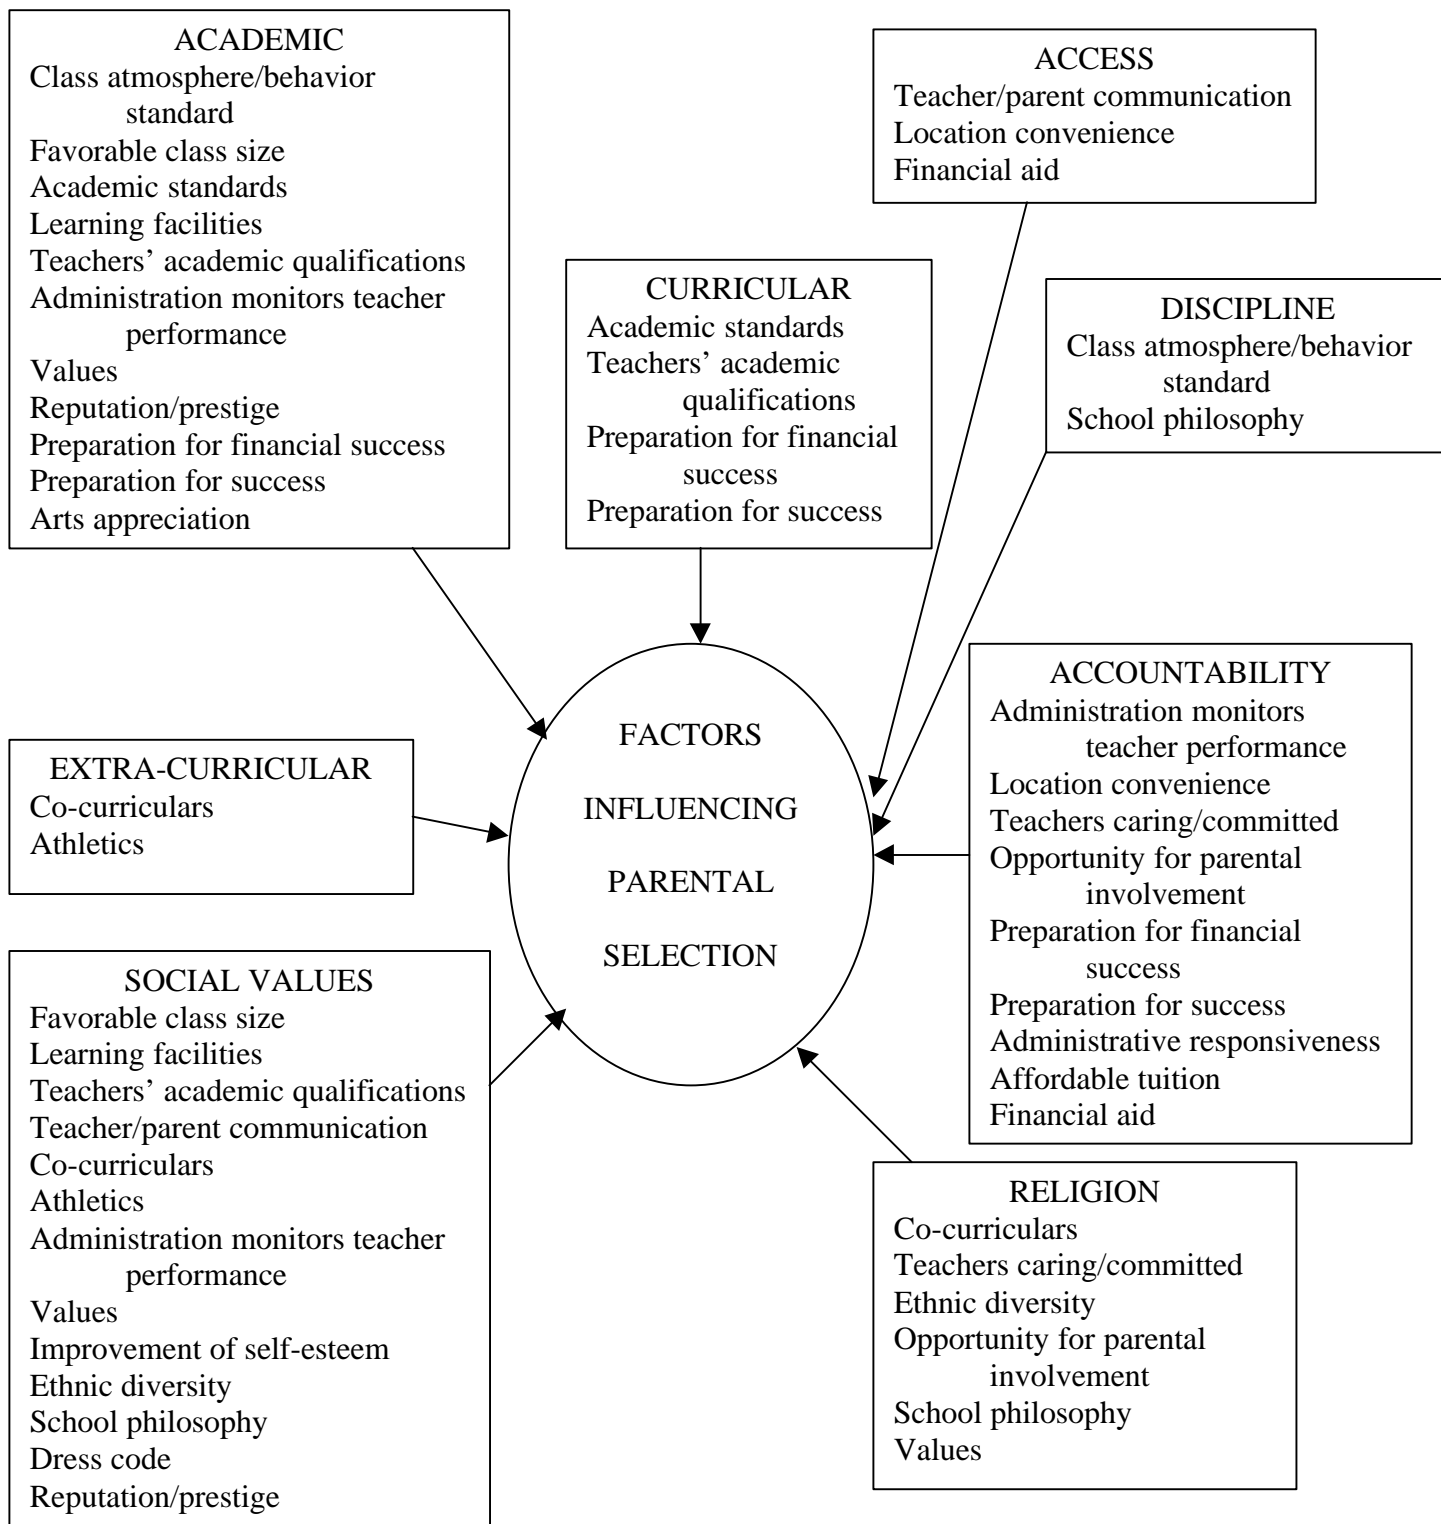 ACADEMIC
Class atmosphere/behavior
standard
Favorable class size
Academic standards
Learning facilities
Teachers’ academic qualifications
Administration monitors teacher
performance
Values
Reputation/prestige
Preparation for financial success
Preparation for success
Arts appreciation
CURRICULAR
Academic standards
Teachers’ academic
qualifications
Preparation for financial
success
Preparation for success
ACCESS
Teacher/parent communication
Location convenience
Financial aid
DISCIPLINE
Class atmosphere/behavior
standard
School philosophy
FACTORS
INFLUENCING
PARENTAL
SELECTION
EXTRA-CURRICULAR
Co-curriculars
Athletics
ACCOUNTABILITY
Administration monitors
teacher performance
Location convenience
Teachers caring/committed
Opportunity for parental
involvement
Preparation for financial
success
Preparation for success
Administrative responsiveness
Affordable tuition
Financial aid
SOCIAL VALUES
Favorable class size
Learning facilities
Teachers’ academic qualifications
Teacher/parent communication
Co-curriculars
Athletics
Administration monitors teacher
performance
Values
Improvement of self-esteem
Ethnic diversity
School philosophy
Dress code
Reputation/prestige
RELIGION
Co-curriculars
Teachers caring/committed
Ethnic diversity
Opportunity for parental
involvement
School philosophy
Values